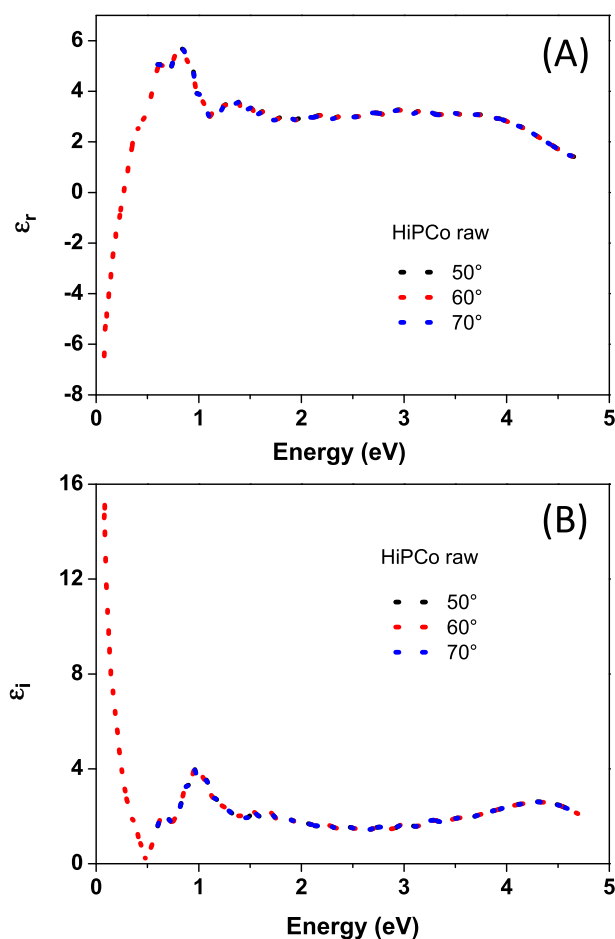 (A)
6
4
2
0
-2
-4
-6
-8
εr
HiPCo raw
50°
60°
70°
0 1 2 3 4 5
Energy (eV)
(B)
16
12
8
4
0
εi
HiPCo raw
50°
60°
70°
0 1 2 3 4 5
Energy (eV)